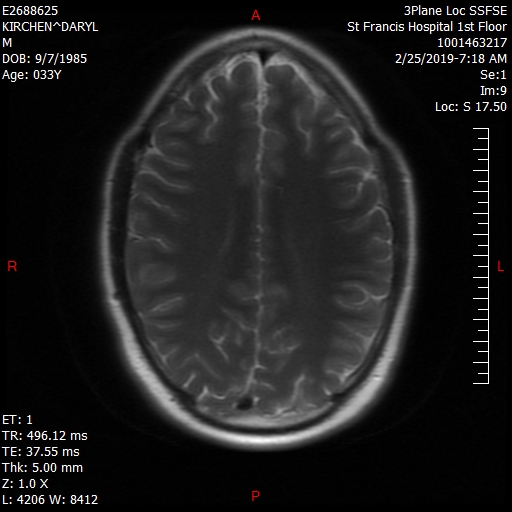 E2688625
KIRCHEN^DARYL
M
DOB: 9/7/1985
Age: 033Y
A
3Plane Loc SSFSE
St Francis Hospital 1st Floor
1001463217
2/25/2019-7:18 AM
Se:1
Im:9
Loc: S 17.50
R
L
ET: 1
TR: 496.12 ms
TE: 37.55 ms
Thk: 5.00 mm
Z: 1.0 X
L: 4206 W: 8412
P